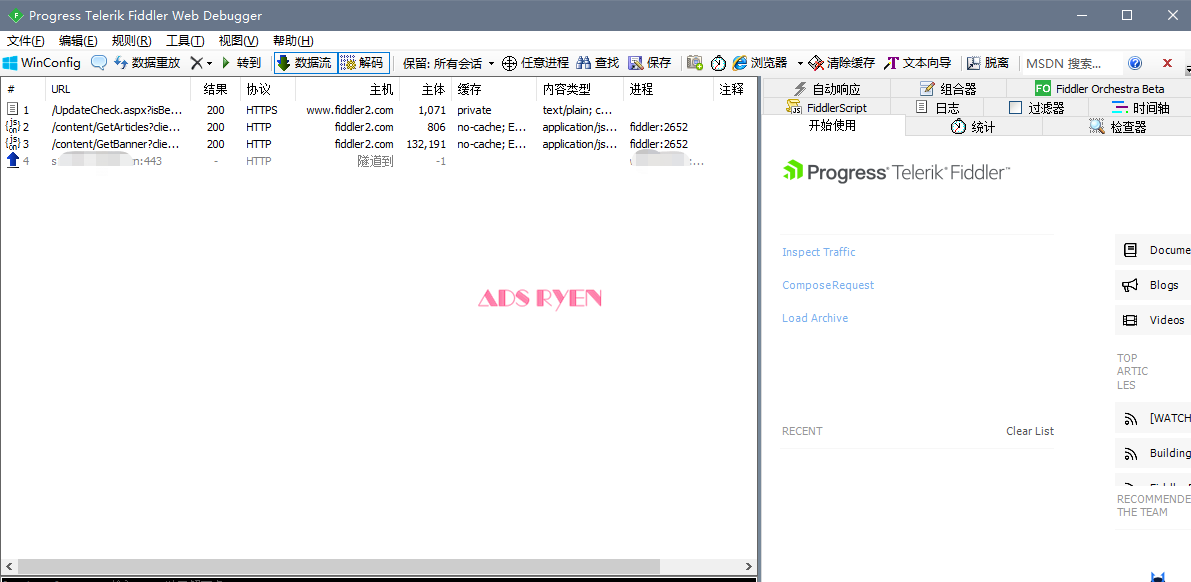 Progress Telerik Fiddler Web Debugger
文件(F) 编辑(E) 规则(R) 工具(T) 视图(V) 帮助(H)
WinConfig 数据重放 转到 数据流 解码 保留: 所有会话 任意进程 查找 保存 浏览器 清除缓存 文本向导 脱离 MSDN 搜索...
# URL 结果 协议 主机 主体 缓存 内容类型 进程 注释
1 /UpdateCheck.aspx?isBe... 200 HTTPS www.fiddler2.com 1,071 private text/plain; c...
2 /content/GetArticles?clie... 200 HTTP fiddler2.com 806 no-cache; E... application/js... fiddler:2652
3 /content/GetBanner?clie... 200 HTTP fiddler2.com 132,191 no-cache; E... application/js... fiddler:2652
4 s n:443 - HTTP 隧道到 -1 :...
自动响应 组合器 FO Fiddler Orchestra Beta
FiddlerScript 日志 过滤器 时间轴
开始使用 统计 检查器
Progress Telerik Fiddler™
Inspect Traffic
Compose Request
Load Archive
RECENT Clear List
Docume
Blogs
Videos
TOP
ARTIC
LES
[WATCH
Building
RECOMMENDE
THE TEAM
ADS RYEN